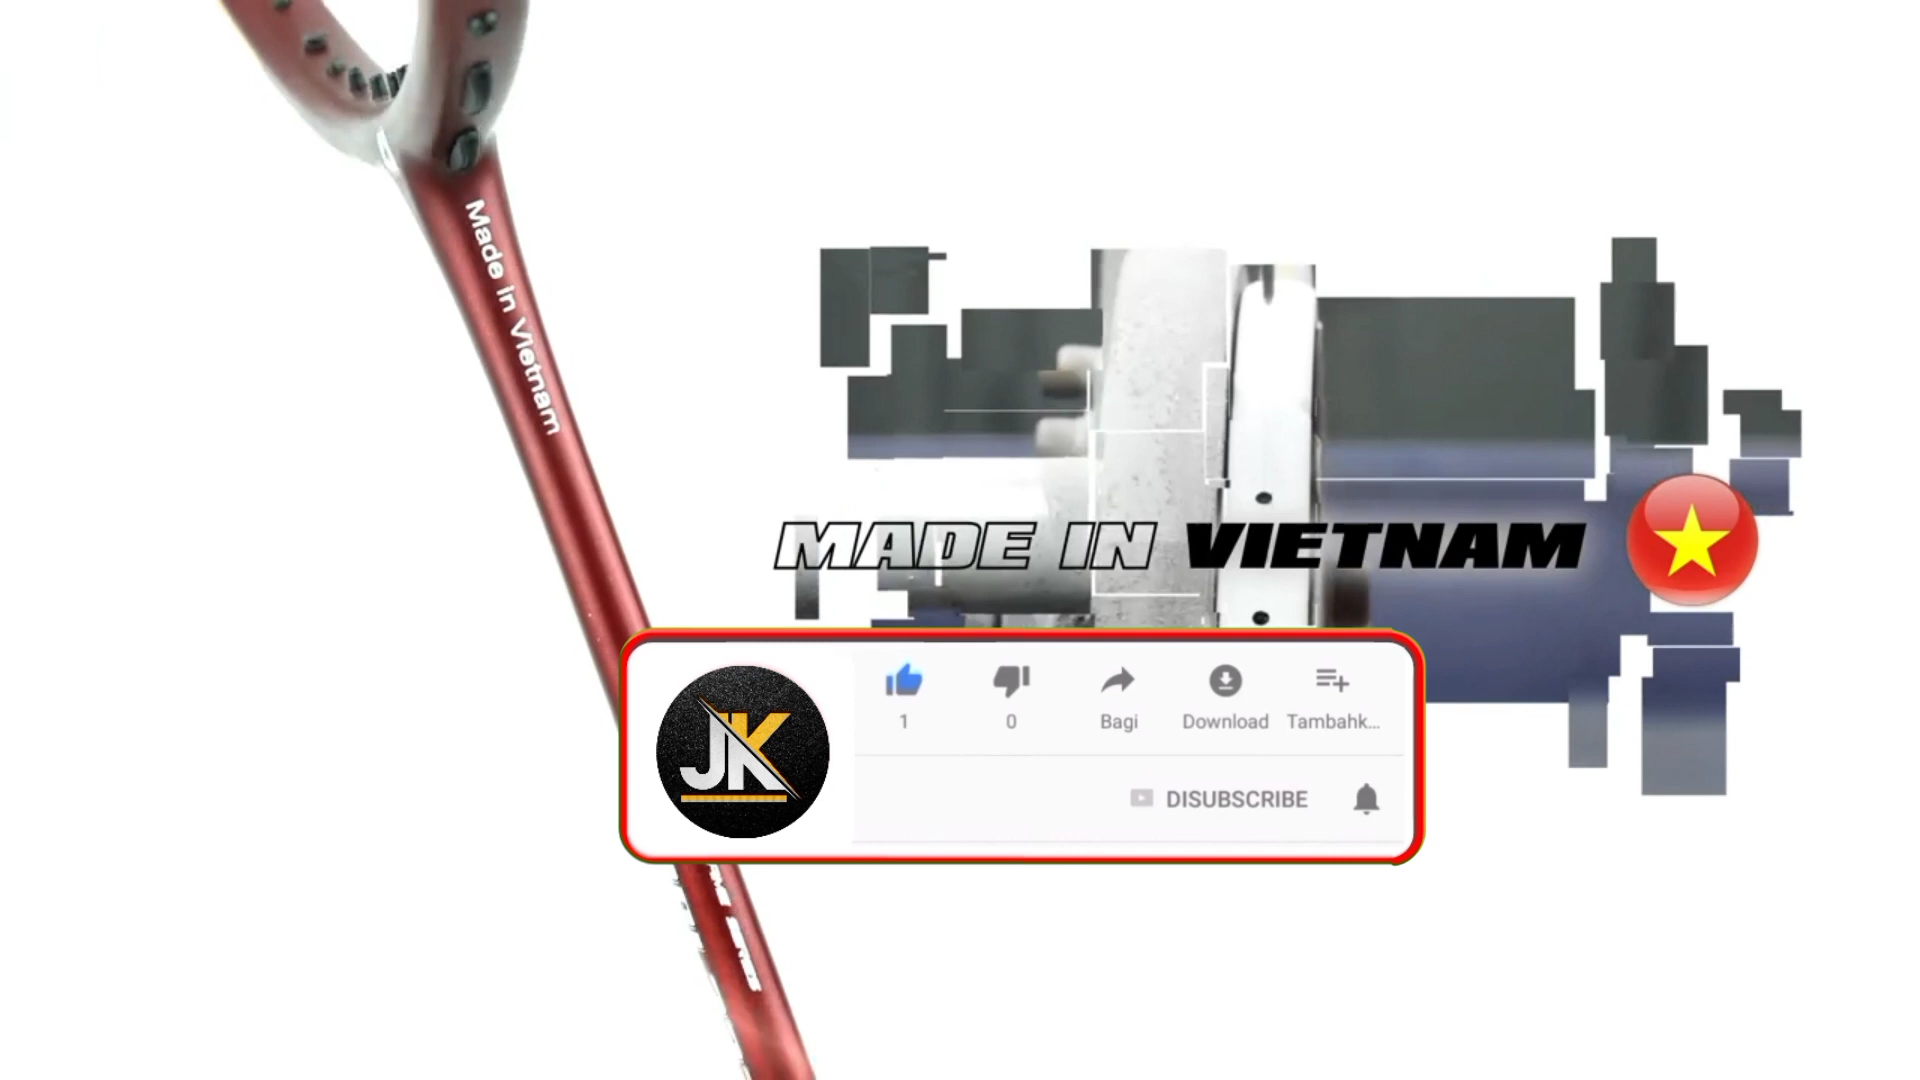 Made in Vietnam
MADE IN VIETNAM
JK
1
0
Bagi
Download
Tambahk...
DISUBSCRIBE